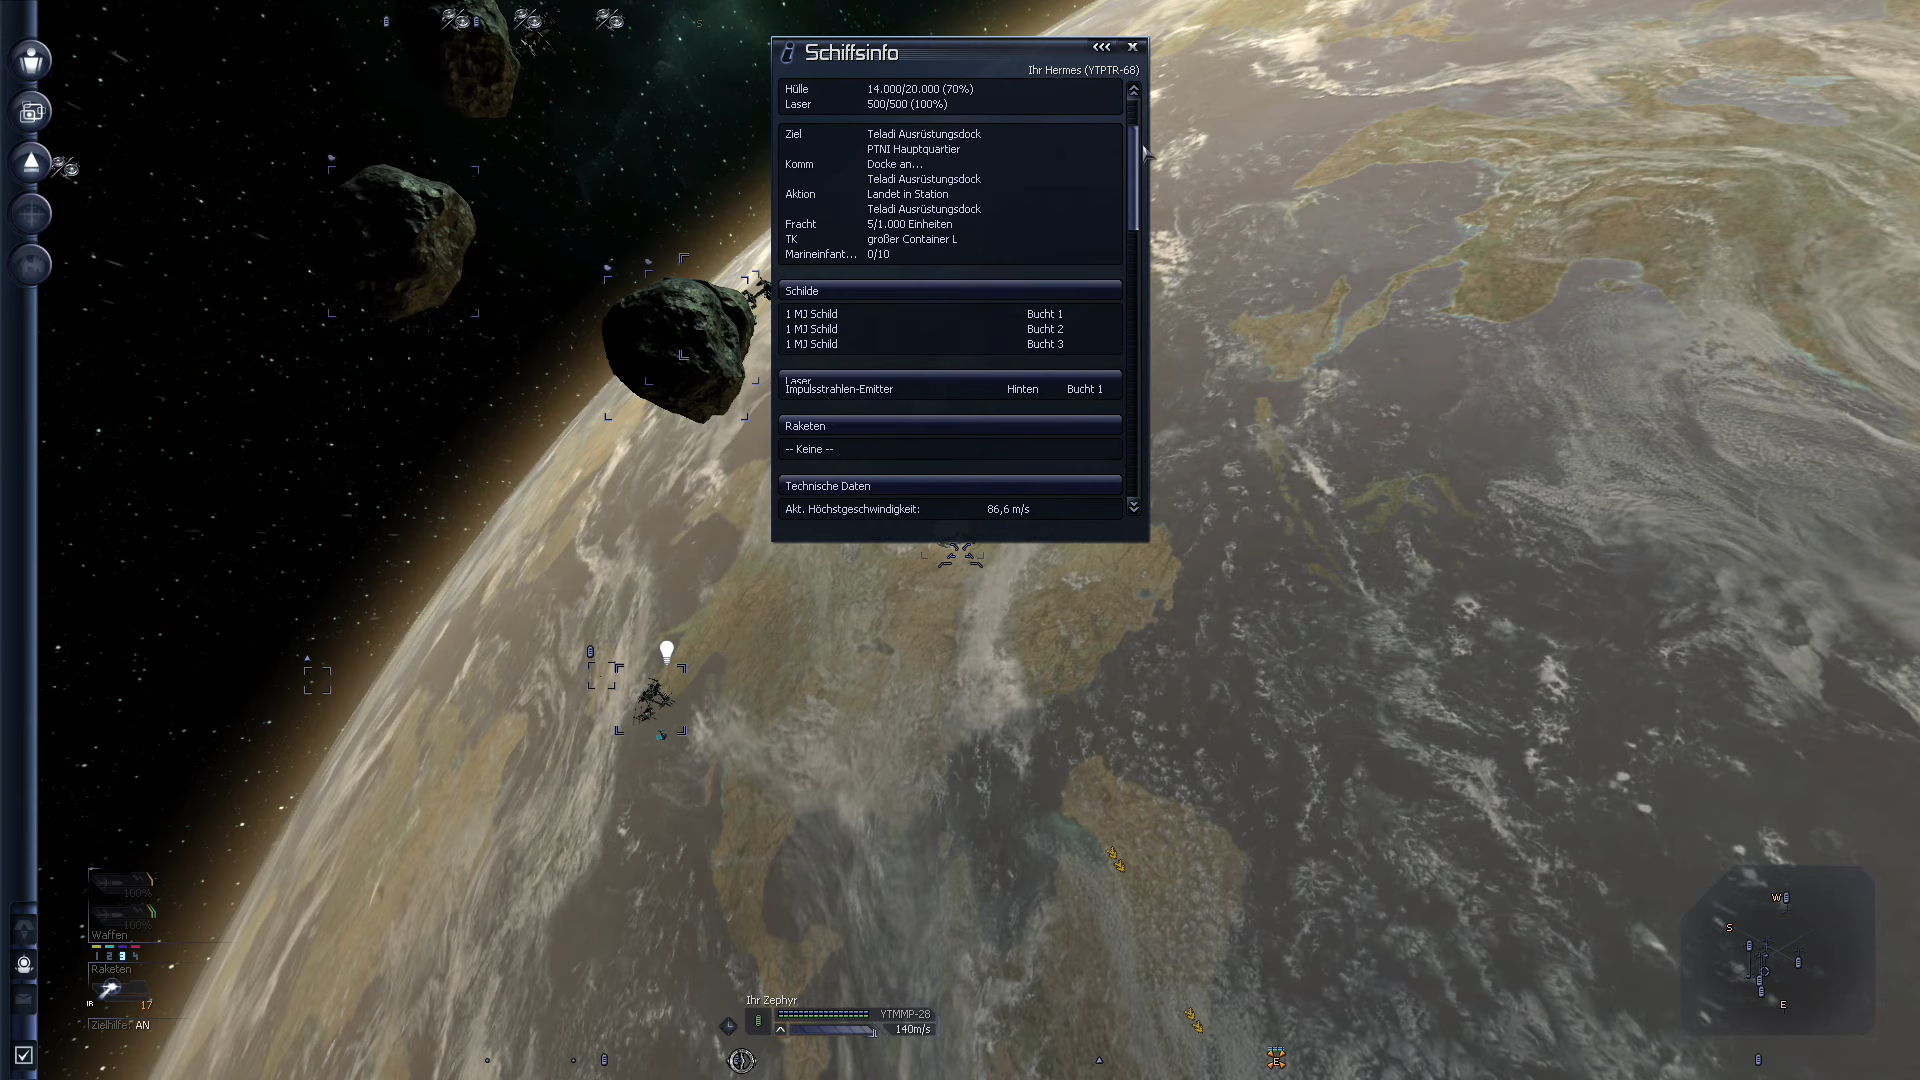 Schiffsinfo
Ihr Hermes (YTPTR-68)
Hülle 14.000/20.000 (70%)
Laser 500/500 (100%)
Ziel Teladi Ausrüstungsdock
PTNI Hauptquartier
Komm Docke an...
Teladi Ausrüstungsdock
Aktion Landet in Station
Teladi Ausrüstungsdock
Fracht 5/1.000 Einheiten
TK großer Container L
Marineinfant... 0/10
Schilde
1 MJ Schild Bucht 1
1 MJ Schild Bucht 2
1 MJ Schild Bucht 3
Laser
Impulsstrahlen-Emitter Hinten Bucht 1
Raketen
-- Keine --
Technische Daten
Akt. Höchstgeschwindigkeit: 86,6 m/s
S
100%
100%
Waffen
1 2 3 4
Raketen
IR 17
Zielhilfe: AN
Ihr Zephyr
YTMMP-28
140m/s
W
S
E
E